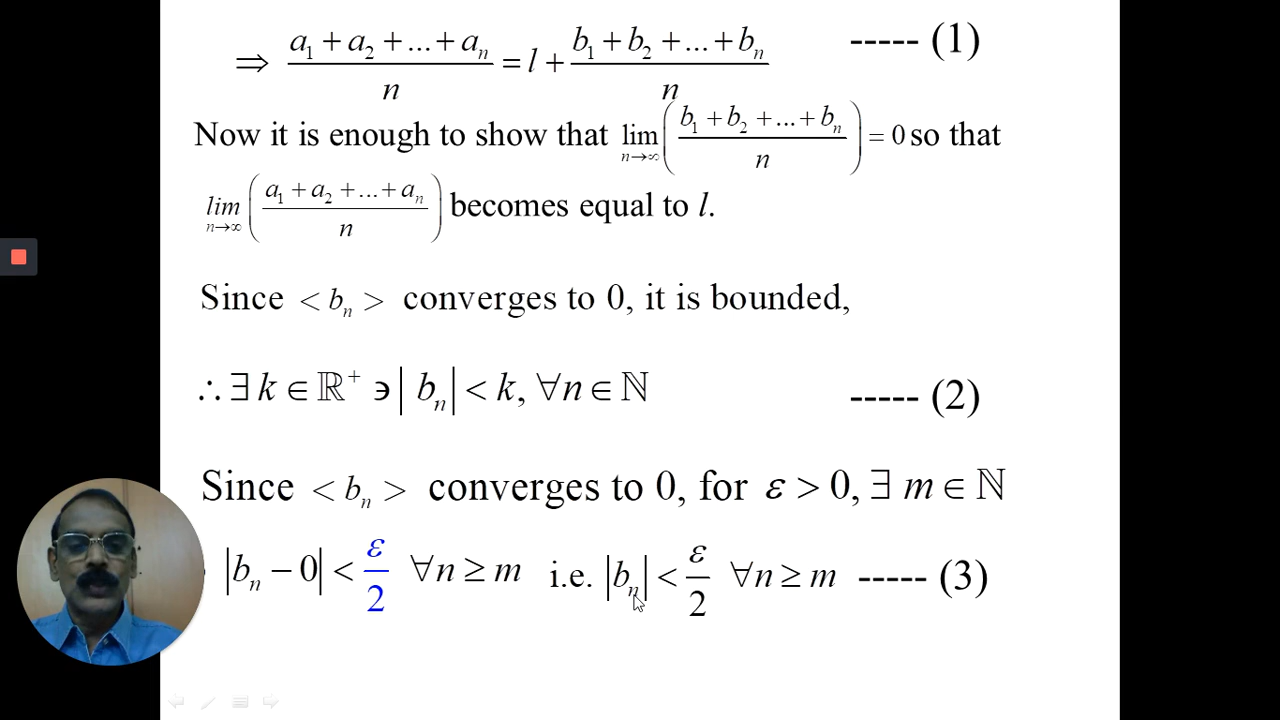 ⇒ (a₁ + a₂ + ... + aₙ)/n = l + (b₁ + b₂ + ... + bₙ)/n ----- (1)
Now it is enough to show that lim n→∞ ((b₁ + b₂ + ... + bₙ)/n) = 0 so that
lim n→∞ ((a₁ + a₂ + ... + aₙ)/n) becomes equal to l.
Since < bₙ > converges to 0, it is bounded,
∴ ∃ k ∈ ℝ⁺ ∍ | bₙ | < k, ∀n ∈ ℕ ----- (2)
Since < bₙ > converges to 0, for ε > 0, ∃ m ∈ ℕ
|bₙ − 0| < ε/2 ∀n ≥ m i.e. |bₙ| < ε/2 ∀n ≥ m ----- (3)